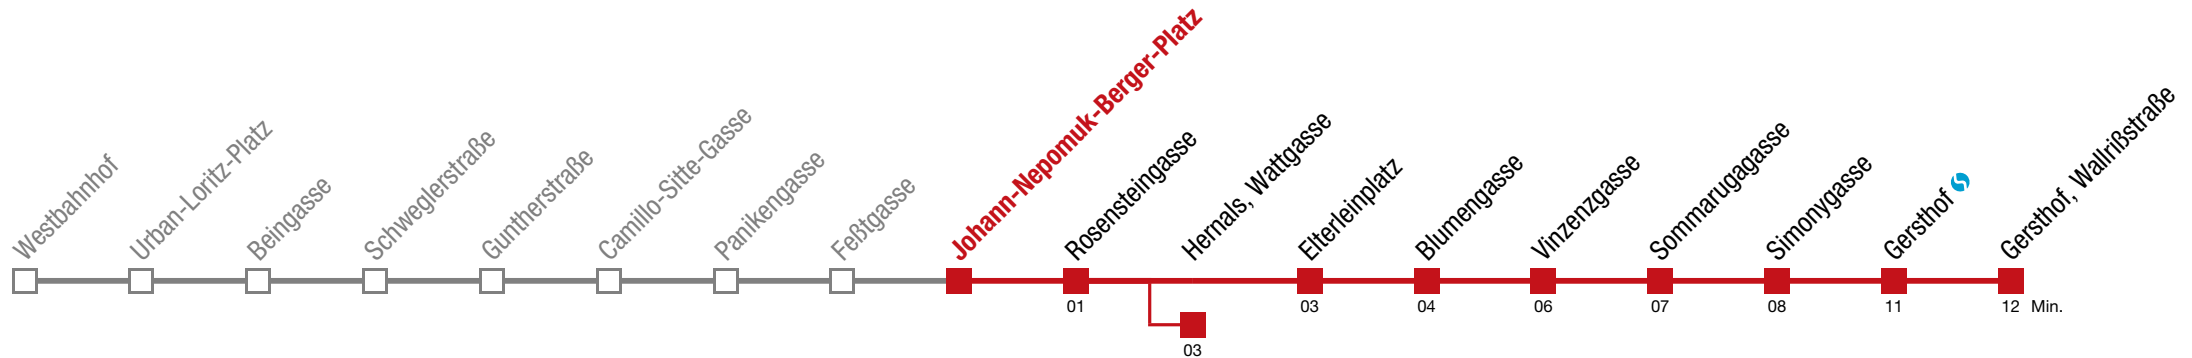 Westbahnhof
Urban-Loritz-Platz
Beingasse
Schweglerstraße
Guntherstraße
Camillo-Sitte-Gasse
Panikengasse
Feßtgasse
Johann-Nepomuk-Berger-Platz
Rosensteingasse
Hernals, Wattgasse
Elterleinplatz
Blumengasse
Vinzenzgasse
Sommarugagasse
Simonygasse
Gersthof
Gersthof, Wallrißstraße
01 03 04 06 07 08 11 12 Min.
03